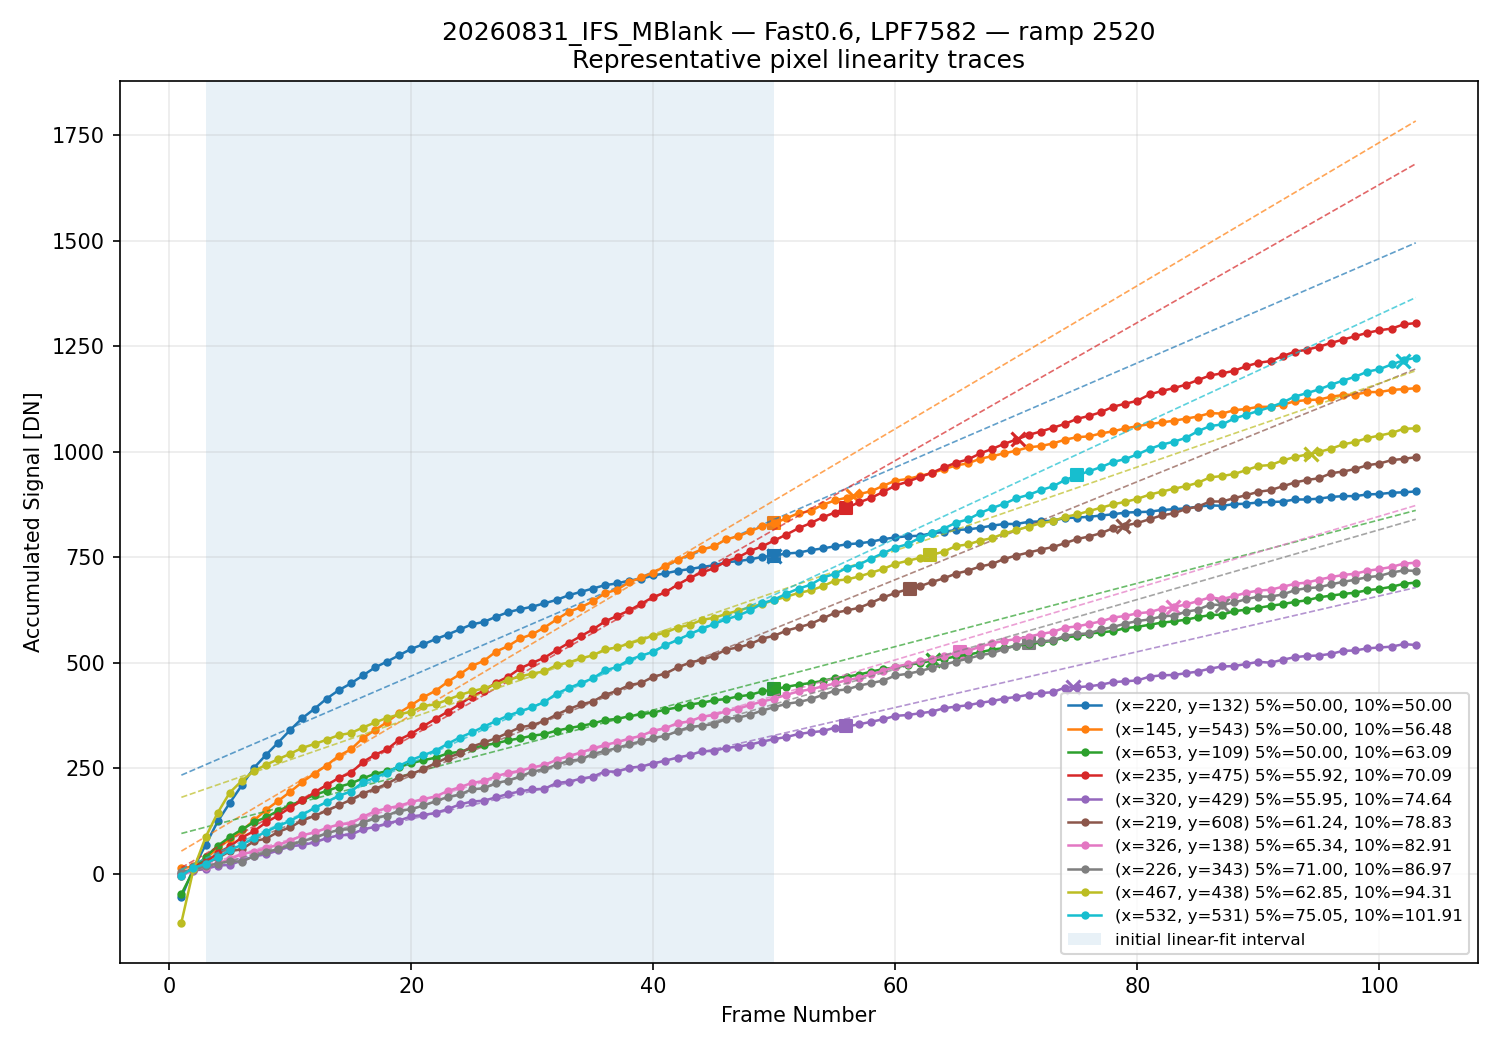 20260831_IFS_MBlank — Fast0.6, LPF7582 — ramp 2520
Representative pixel linearity traces
Accumulated Signal [DN]
1750
1500
1250
1000
750
500
250
0
0
20
40
60
80
100
Frame Number
(x=220, y=132) 5%=50.00, 10%=50.00
(x=145, y=543) 5%=50.00, 10%=56.48
(x=653, y=109) 5%=50.00, 10%=63.09
(x=235, y=475) 5%=55.92, 10%=70.09
(x=320, y=429) 5%=55.95, 10%=74.64
(x=219, y=608) 5%=61.24, 10%=78.83
(x=326, y=138) 5%=65.34, 10%=82.91
(x=226, y=343) 5%=71.00, 10%=86.97
(x=467, y=438) 5%=62.85, 10%=94.31
(x=532, y=531) 5%=75.05, 10%=101.91
initial linear-fit interval